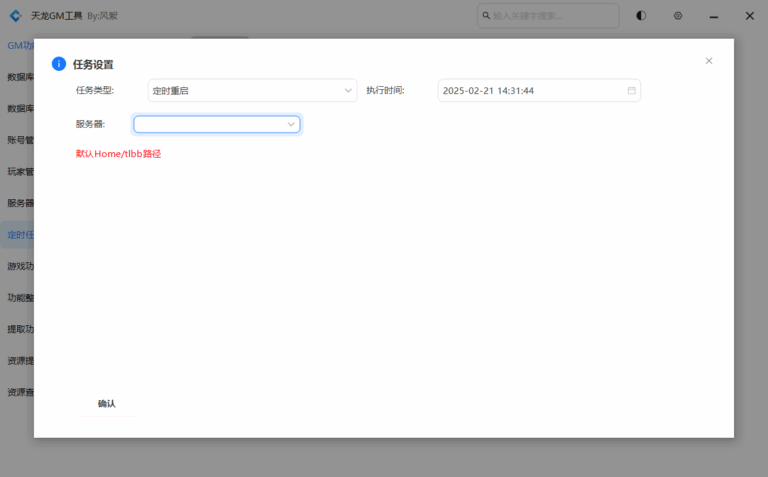 天龙GM工具 By:风絮
输入关键字搜索...
GM功
任务设置
任务类型: 定时重启 执行时间: 2025-02-21 14:31:44
数据库
数据库
服务器:
账号管
默认Home/tlbb路径
玩家管
服务器
定时任
游戏功
功能整
提取功
资源提
资源查
确认